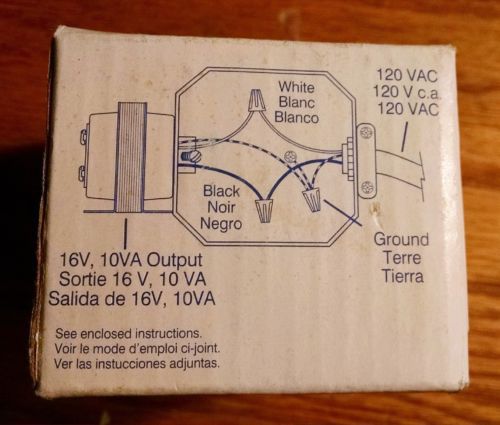 White
Blanc
Blanco
120 VAC
120 V c.a.
120 VAC
Black
Noir
Negro
Ground
Terre
Tierra
16V, 10VA Output
Sortie 16 V, 10 VA
Salida de 16V, 10VA
See enclosed instructions.
Voir le mode d'emploi ci-joint.
Ver las instucciones adjuntas.